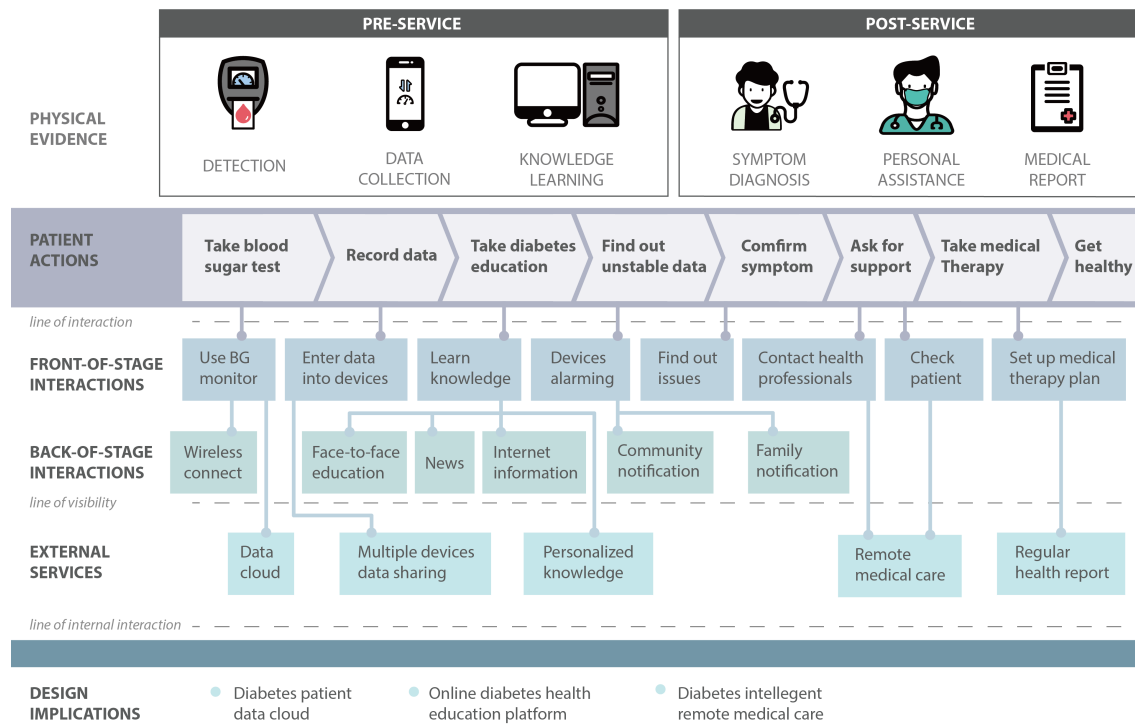 PRE-SERVICE
POST-SERVICE
PHYSICAL
EVIDENCE
DETECTION
DATA
COLLECTION
KNOWLEDGE
LEARNING
SYMPTOM
DIAGNOSIS
PERSONAL
ASSISTANCE
MEDICAL
REPORT
PATIENT
ACTIONS
Take blood
sugar test
Record data
Take diabetes
education
Find out
unstable data
Comfirm
symptom
Ask for
support
Take medical
Therapy
Get
healthy
line of interaction
FRONT-OF-STAGE
INTERACTIONS
Use BG
monitor
Enter data
into devices
Learn
knowledge
Devices
alarming
Find out
issues
Contact health
professionals
Check
patient
Set up medical
therapy plan
BACK-OF-STAGE
INTERACTIONS
Wireless
connect
Face-to-face
education
News
Internet
information
Community
notification
Family
notification
line of visibility
EXTERNAL
SERVICES
Data
cloud
Multiple devices
data sharing
Personalized
knowledge
Remote
medical care
Regular
health report
line of internal interaction
DESIGN
IMPLICATIONS
Diabetes patient
data cloud
Online diabetes health
education platform
Diabetes intellegent
remote medical care